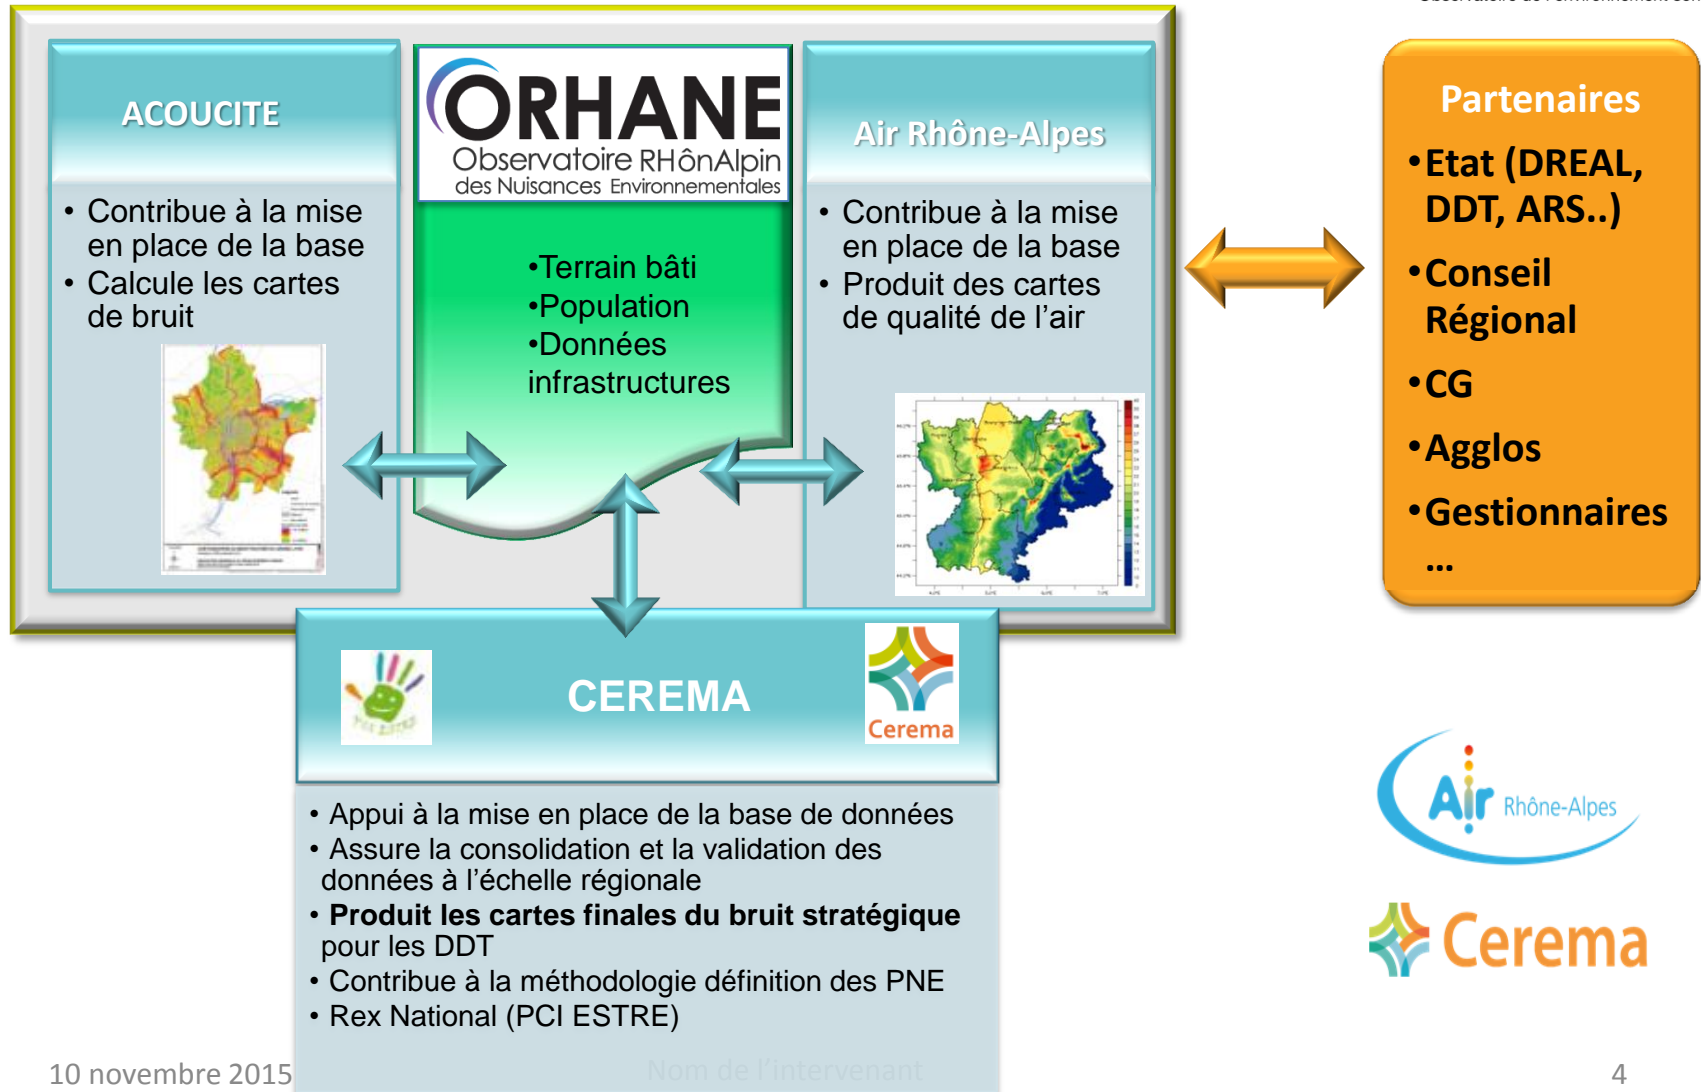 ACOUCITE
• Contribue à la mise
en place de la base
• Calcule les cartes
de bruit
ORHANE
Observatoire RHônAlpin
des Nuisances Environnementales
•Terrain bâti
•Population
•Données
infrastructures
Air Rhône-Alpes
• Contribue à la mise
en place de la base
• Produit des cartes
de qualité de l’air
Partenaires
•Etat (DREAL,
DDT, ARS..)
•Conseil
Régional
•CG
•Agglos
•Gestionnaires
...
CEREMA
Cerema
• Appui à la mise en place de la base de données
• Assure la consolidation et la validation des
données à l’échelle régionale
• Produit les cartes finales du bruit stratégique
pour les DDT
• Contribue à la méthodologie définition des PNE
• Rex National (PCI ESTRE)
Air Rhône-Alpes
Cerema
10 novembre 2015
Nom de l’intervenant
4